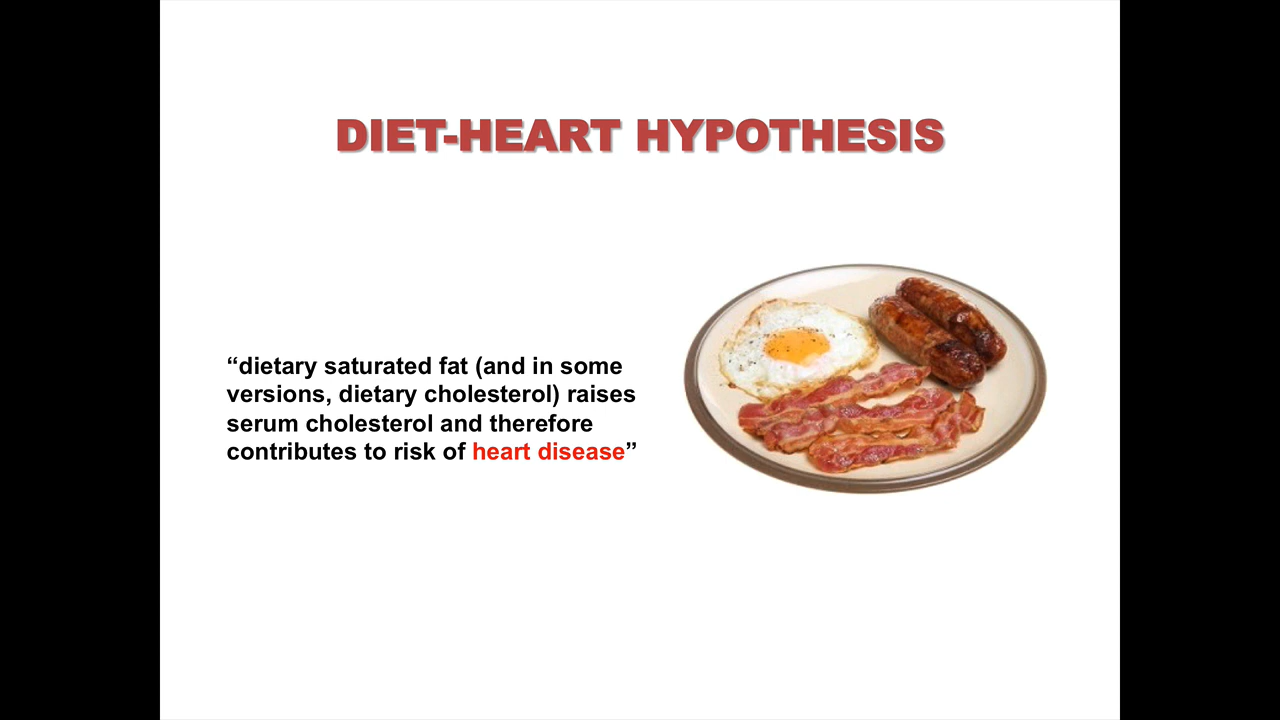 DIET-HEART HYPOTHESIS
“dietary saturated fat (and in some
versions, dietary cholesterol) raises
serum cholesterol and therefore
contributes to risk of heart disease”